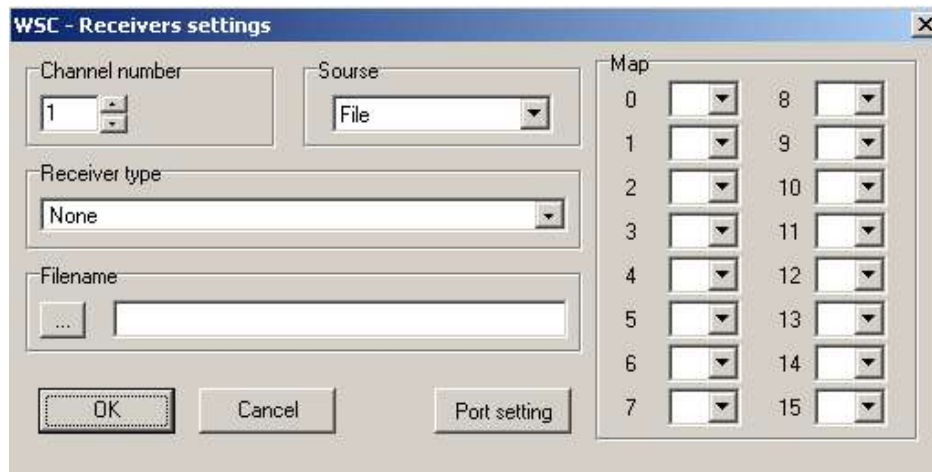 WSC - Receivers settings
Channel number
1
Sourse
File
Receiver type
None
Filename
...
OK
Cancel
Port setting
Map
0
8
1
9
2
10
3
11
4
12
5
13
6
14
7
15